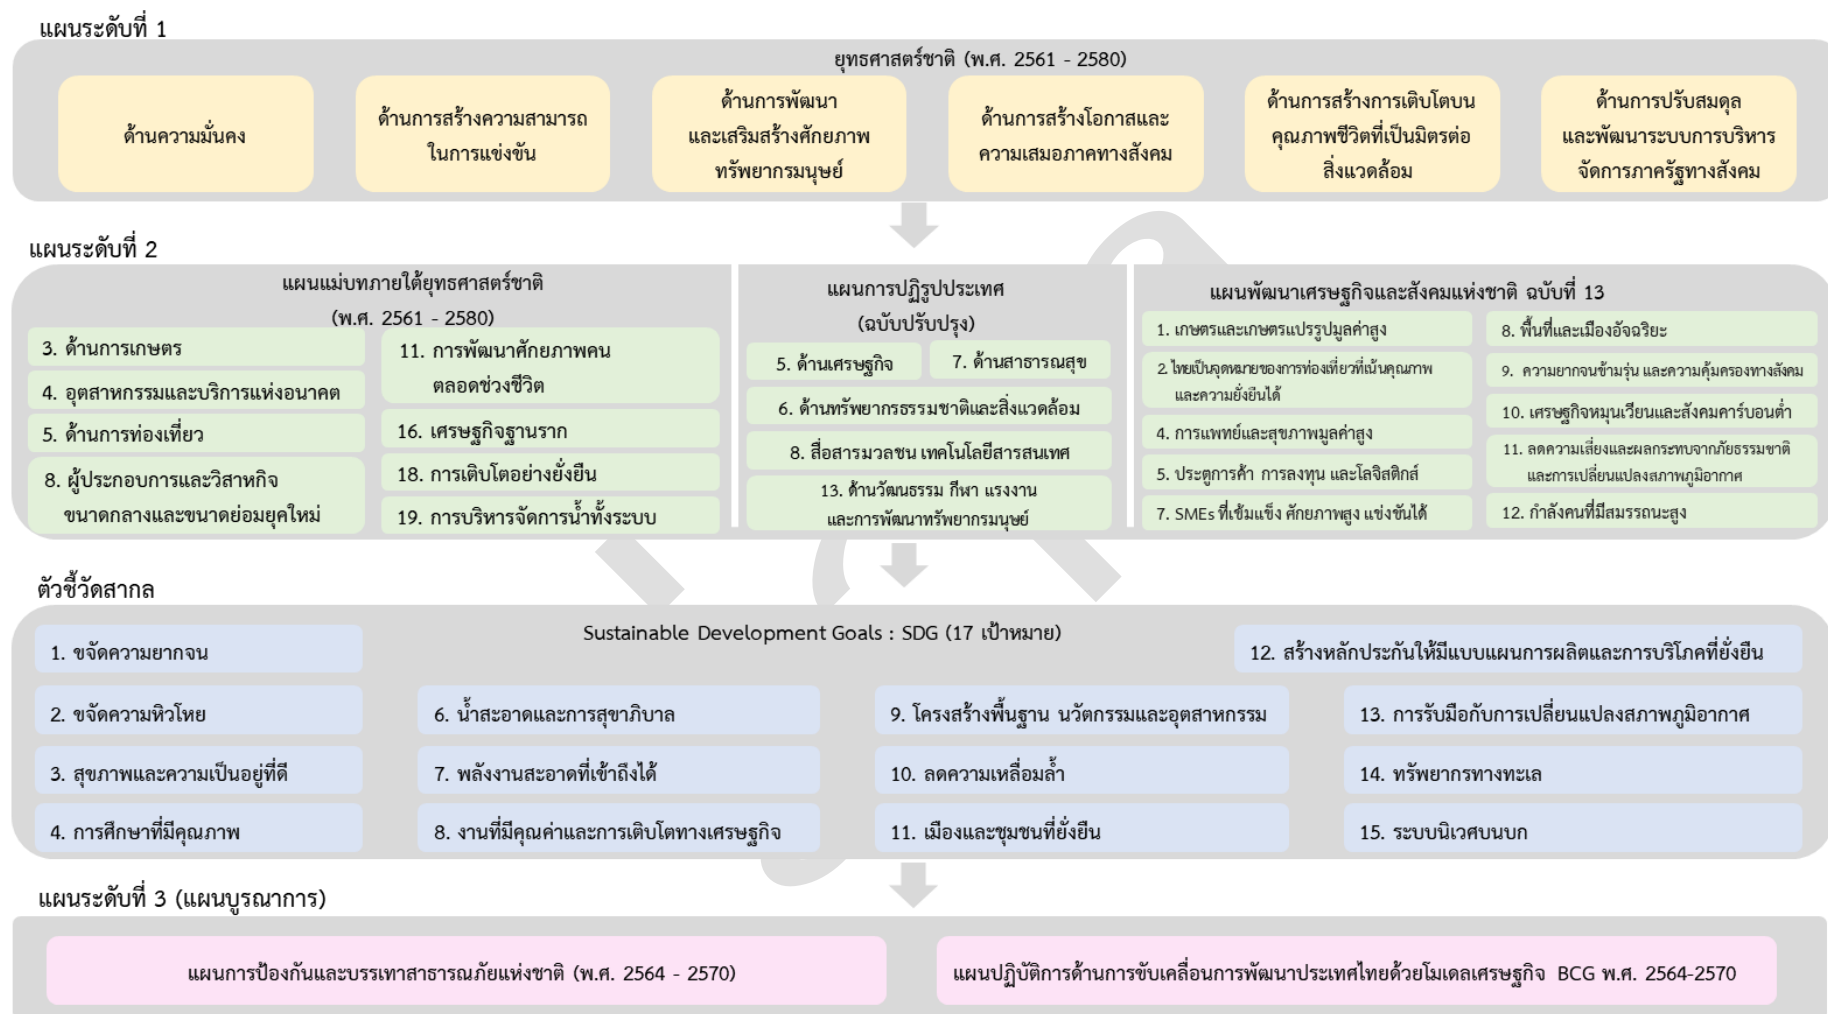 แผนระดับที่ 1
ยุทธศาสตร์ชาติ (พ.ศ. 2561 - 2580)
ด้านความมั่นคง
ด้านการสร้างความสามารถ
ในการแข่งขัน
ด้านการพัฒนา
และเสริมสร้างศักยภาพ
ทรัพยากรมนุษย์
ด้านการสร้างโอกาสและ
ความเสมอภาคทางสังคม
ด้านการสร้างการเติบโตบน
คุณภาพชีวิตที่เป็นมิตรต่อ
สิ่งแวดล้อม
ด้านการปรับสมดุล
และพัฒนาระบบการบริหาร
จัดการภาครัฐทางสังคม
แผนระดับที่ 2
แผนแม่บทภายใต้ยุทธศาสตร์ชาติ
(พ.ศ. 2561 - 2580)
3. ด้านการเกษตร
4. อุตสาหกรรมและบริการแห่งอนาคต
5. ด้านการท่องเที่ยว
8. ผู้ประกอบการและวิสาหกิจ
ขนาดกลางและขนาดย่อมยุคใหม่
11. การพัฒนาศักยภาพคน
ตลอดช่วงชีวิต
16. เศรษฐกิจฐานราก
18. การเติบโตอย่างยั่งยืน
19. การบริหารจัดการน้ำทั้งระบบ
แผนการปฏิรูปประเทศ
(ฉบับปรับปรุง)
5. ด้านเศรษฐกิจ
7. ด้านสาธารณสุข
6. ด้านทรัพยากรธรรมชาติและสิ่งแวดล้อม
8. สื่อสารมวลชน เทคโนโลยีสารสนเทศ
13. ด้านวัฒนธรรม กีฬา แรงงาน
และการพัฒนาทรัพยากรมนุษย์
แผนพัฒนาเศรษฐกิจและสังคมแห่งชาติ ฉบับที่ 13
1. เกษตรและเกษตรแปรรูปมูลค่าสูง
2. ไทยเป็นจุดหมายของการท่องเที่ยวที่เน้นคุณภาพ
และความยั่งยืนได้
4. การแพทย์และสุขภาพมูลค่าสูง
5. ประตูการค้า การลงทุน และโลจิสติกส์
7. SMEs ที่เข้มแข็ง ศักยภาพสูง แข่งขันได้
8. พื้นที่และเมืองอัจฉริยะ
9. ความยากจนข้ามรุ่น และความคุ้มครองทางสังคม
10. เศรษฐกิจหมุนเวียนและสังคมคาร์บอนต่ำ
11. ลดความเสี่ยงและผลกระทบจากภัยธรรมชาติ
และการเปลี่ยนแปลงสภาพภูมิอากาศ
12. กำลังคนที่มีสมรรถนะสูง
ตัวชี้วัดสากล
Sustainable Development Goals : SDG (17 เป้าหมาย)
1. ขจัดความยากจน
2. ขจัดความหิวโหย
3. สุขภาพและความเป็นอยู่ที่ดี
4. การศึกษาที่มีคุณภาพ
6. น้ำสะอาดและการสุขาภิบาล
7. พลังงานสะอาดที่เข้าถึงได้
8. งานที่มีคุณค่าและการเติบโตทางเศรษฐกิจ
9. โครงสร้างพื้นฐาน นวัตกรรมและอุตสาหกรรม
10. ลดความเหลื่อมล้ำ
11. เมืองและชุมชนที่ยั่งยืน
12. สร้างหลักประกันให้มีแบบแผนการผลิตและการบริโภคที่ยั่งยืน
13. การรับมือกับการเปลี่ยนแปลงสภาพภูมิอากาศ
14. ทรัพยากรทางทะเล
15. ระบบนิเวศบนบก
แผนระดับที่ 3 (แผนบูรณาการ)
แผนการป้องกันและบรรเทาสาธารณภัยแห่งชาติ (พ.ศ. 2564 - 2570)
แผนปฏิบัติการด้านการขับเคลื่อนการพัฒนาประเทศไทยด้วยโมเดลเศรษฐกิจ BCG พ.ศ. 2564-2570